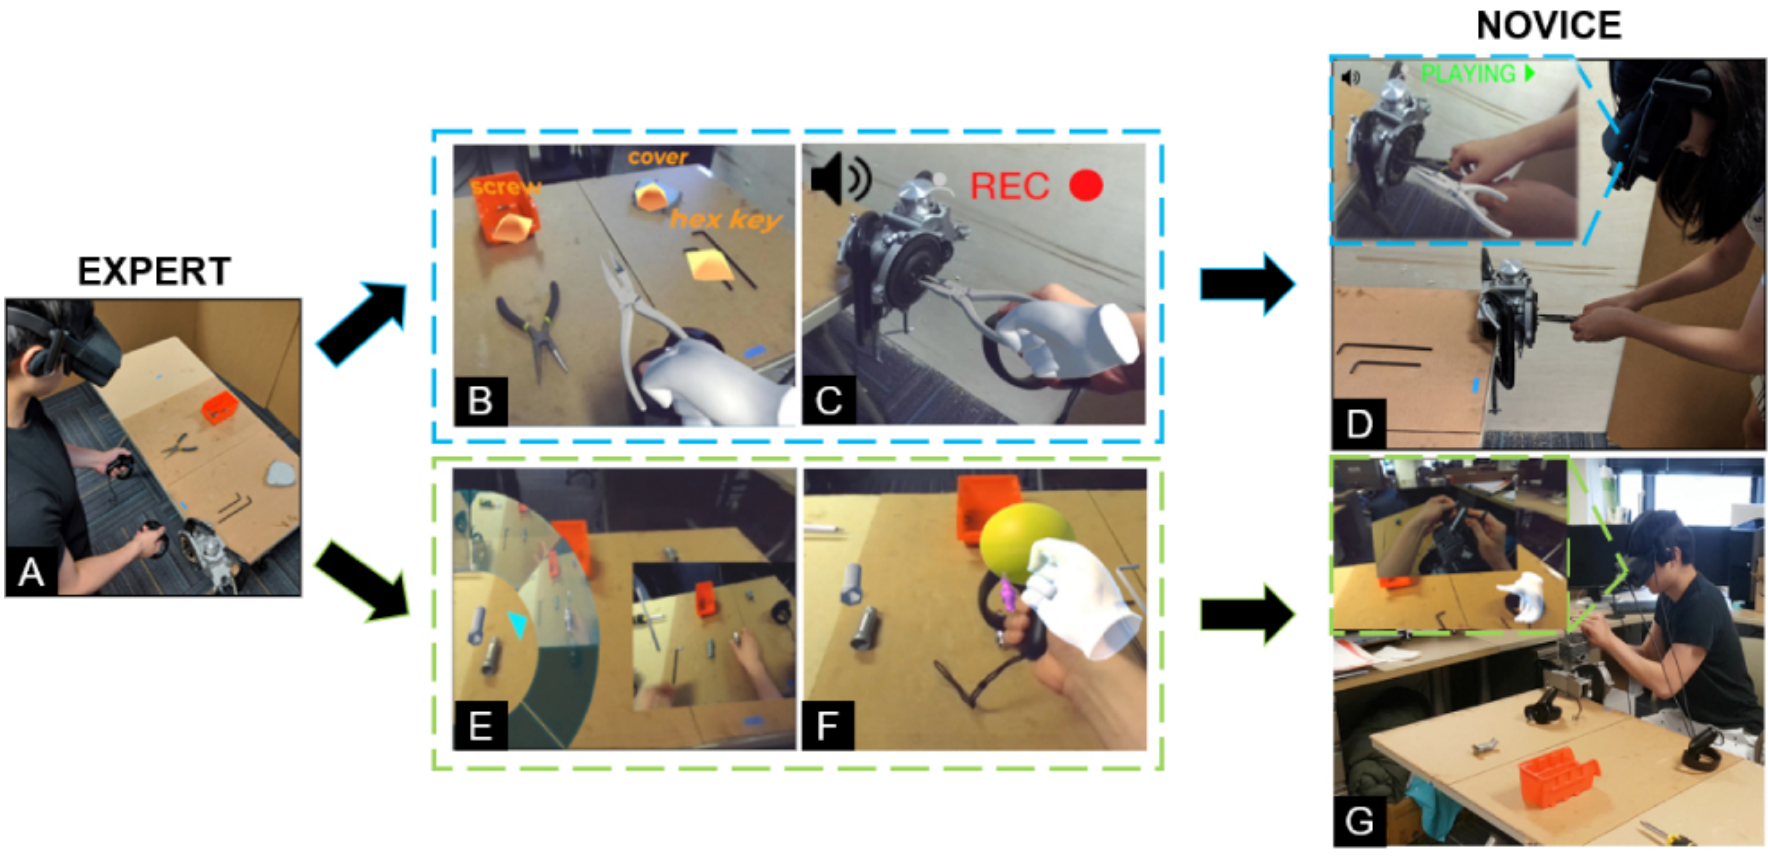 NOVICE
PLAYING
EXPERT
cover
screw
hex key
REC
A
B
C
D
E
F
G